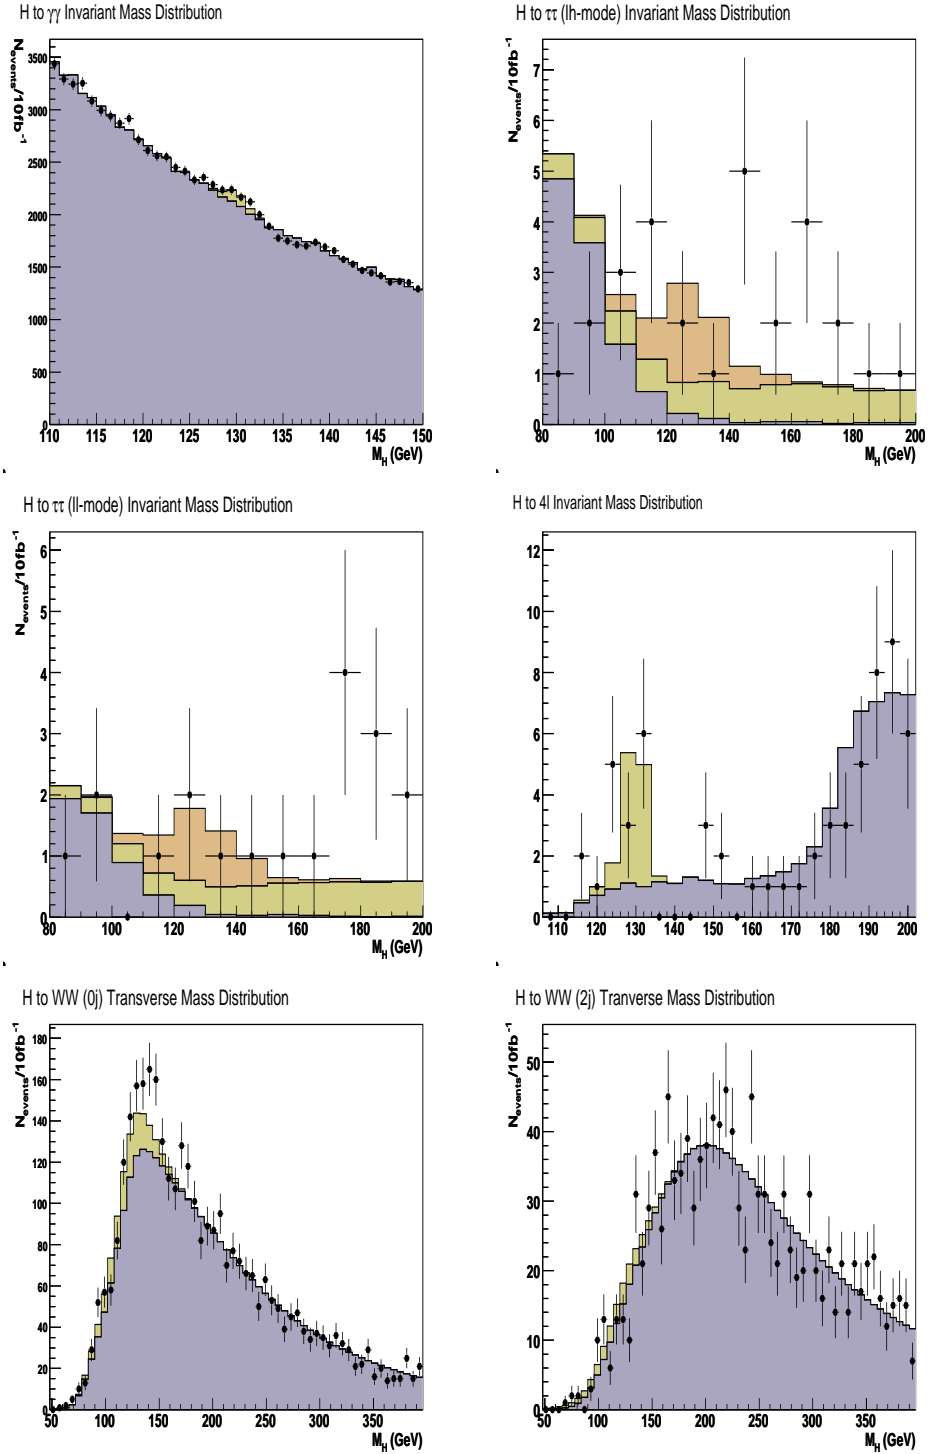 H to γγ Invariant Mass Distribution
N_events/10fb^-1
3500
3000
2500
2000
1500
1000
500
0
110 115 120 125 130 135 140 145 150
M_H (GeV)
H to ττ (lh-mode) Invariant Mass Distribution
N_events/10fb^-1
7
6
5
4
3
2
1
0
80 100 120 140 160 180 200
M_H (GeV)
H to ττ (ll-mode) Invariant Mass Distribution
N_events/10fb^-1
6
5
4
3
2
1
0
80 100 120 140 160 180 200
M_H (GeV)
H to 4l Invariant Mass Distribution
12
10
8
6
4
2
0
110 120 130 140 150 160 170 180 190 200
H to WW (0j) Transverse Mass Distribution
N_events/10fb^-1
180
160
140
120
100
80
60
40
20
0
50 100 150 200 250 300 350
M_H (GeV)
H to WW (2j) Tranverse Mass Distribution
N_events/10fb^-1
50
40
30
20
10
0
50 100 150 200 250 300 350
M_H (GeV)